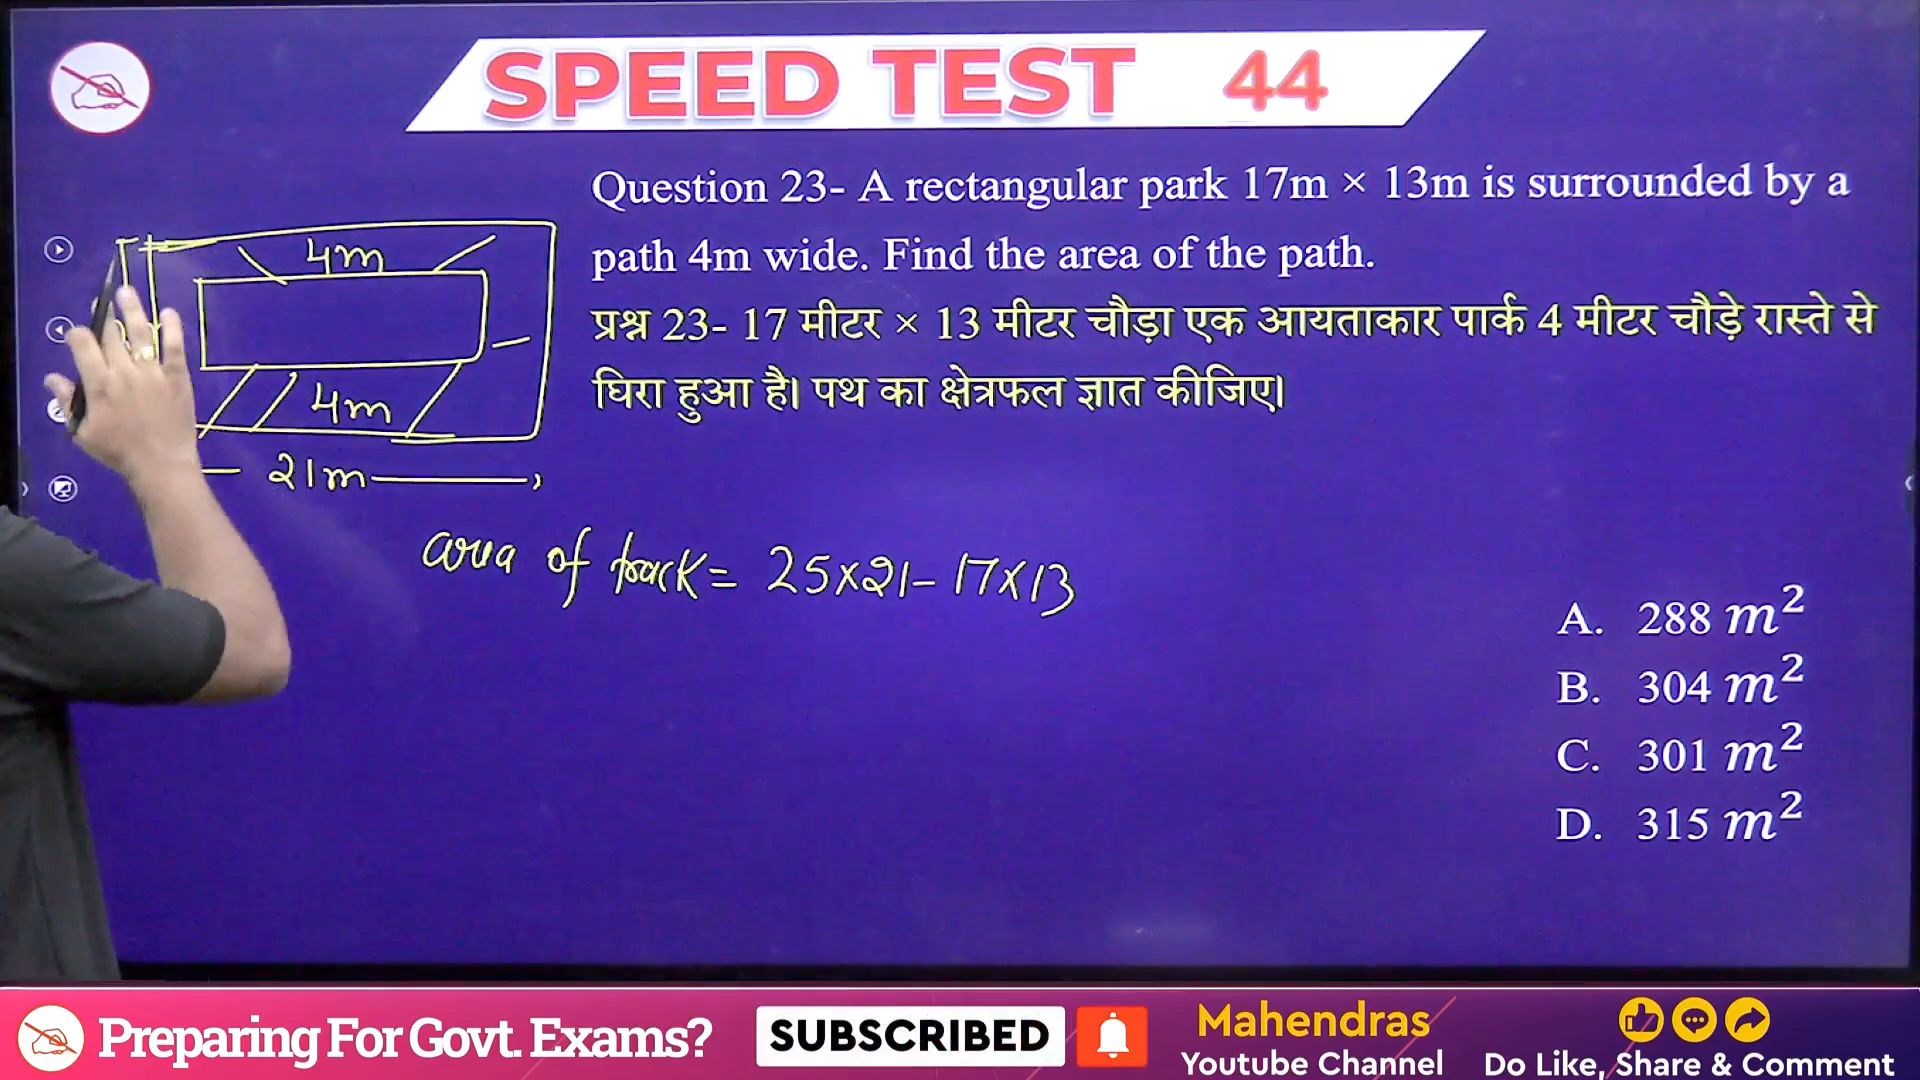 SPEED TEST 44
Question 23- A rectangular park 17m × 13m is surrounded by a
path 4m wide. Find the area of the path.
प्रश्न 23- 17 मीटर × 13 मीटर चौड़ा एक आयताकार पार्क 4 मीटर चौड़े रास्ते से
घिरा हुआ है। पथ का क्षेत्रफल ज्ञात कीजिए।
4m
4m
21m
area of track = 25×21 - 17×13
A. 288 m²
B. 304 m²
C. 301 m²
D. 315 m²
Preparing For Govt. Exams?
SUBSCRIBED
Mahendras
Youtube Channel
Do Like, Share & Comment